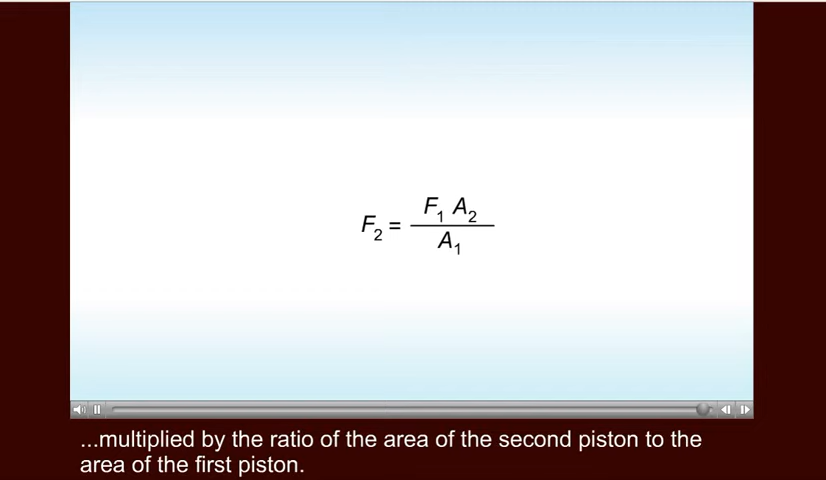 F₂ = F₁ A₂ / A₁
...multiplied by the ratio of the area of the second piston to the
area of the first piston.